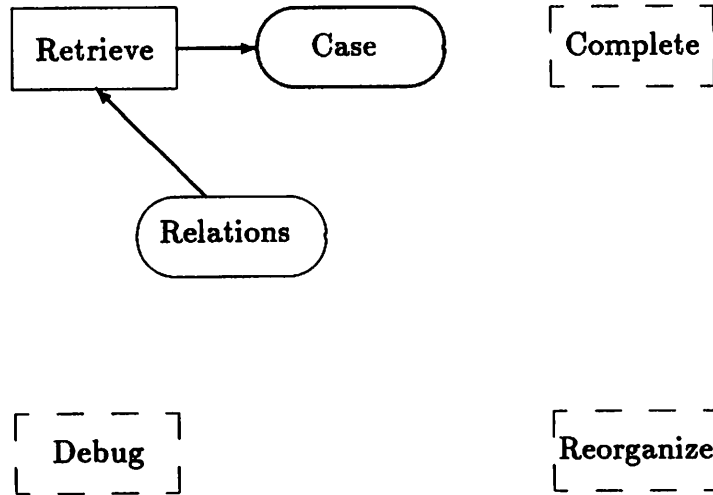 Retrieve
Case
Complete
Relations
Debug
Reorganize